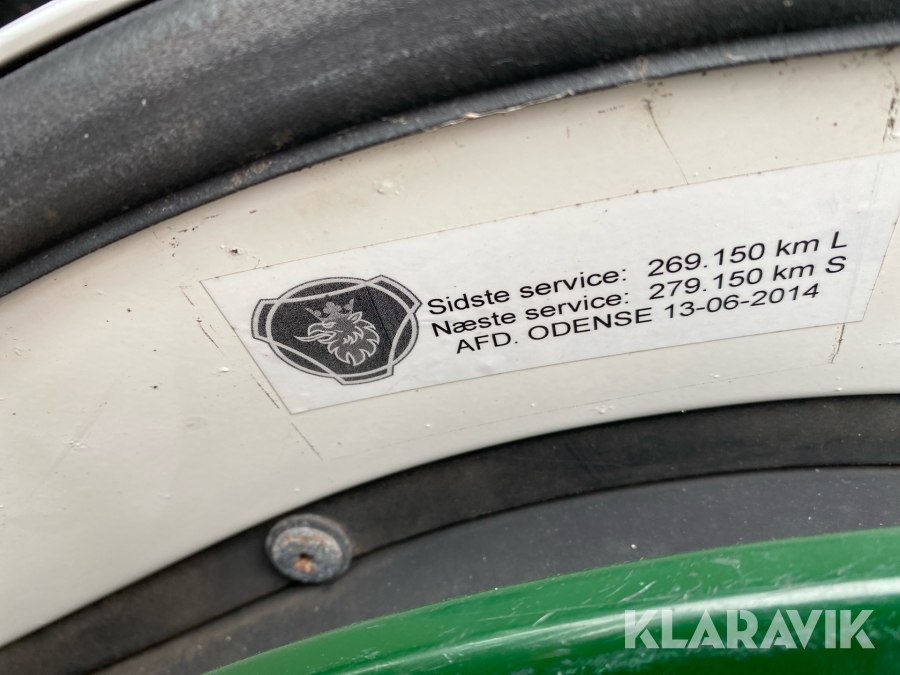 Sidste service: 269.150 km L
Næste service: 279.150 km S
AFD. ODENSE 13-06-2014
KLARAVIK